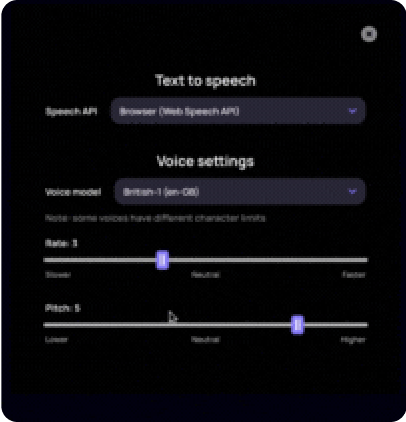 Text to speech
Speech API Browser (Web Speech API)
Voice settings
Voice model British-1 (en-GB)
Note: some voices have different character limits
Rate: 3
Slower Neutral Faster
Pitch: 5
Lower Neutral Higher